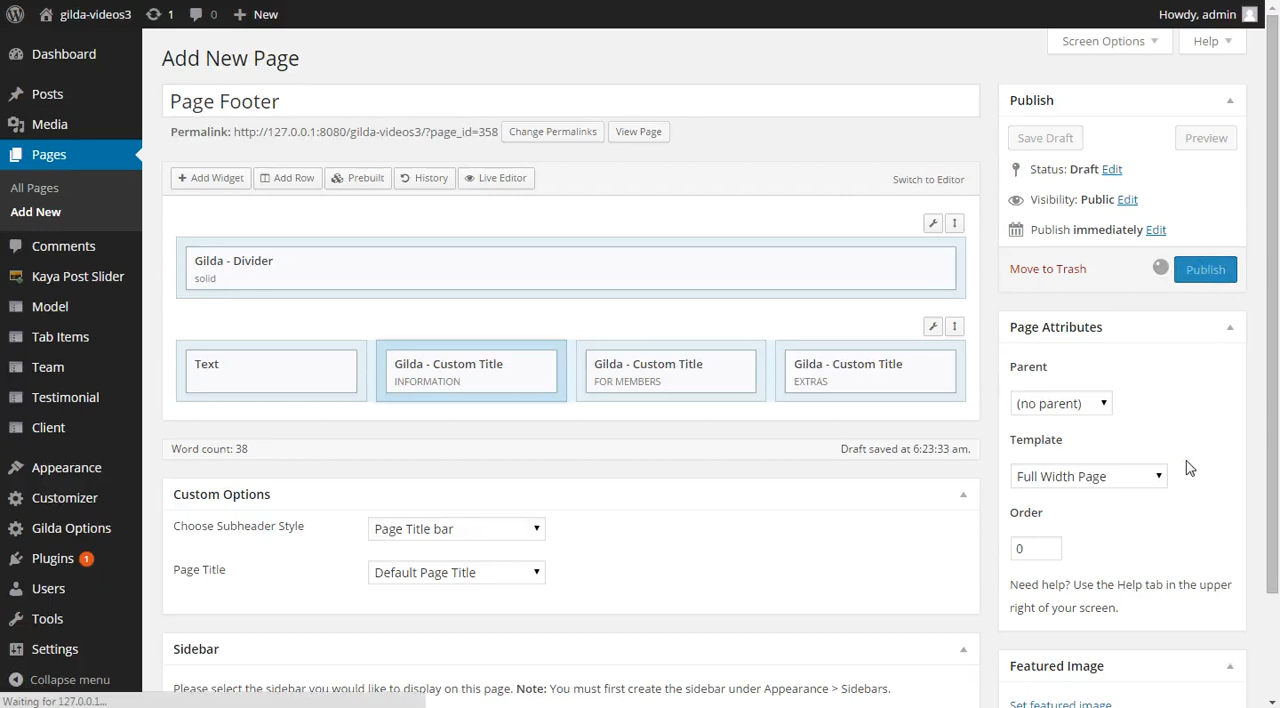 gilda-videos3 1 0 New Howdy, admin
Screen Options Help
Dashboard
Posts
Media
Pages
All Pages
Add New
Comments
Kaya Post Slider
Model
Tab Items
Team
Testimonial
Client
Appearance
Customizer
Gilda Options
Plugins 1
Users
Tools
Settings
Collapse menu
Waiting for 127.0.0.1...
Add New Page
Page Footer
Permalink: http://127.0.0.1:8080/gilda-videos3/?page_id=358 Change Permalinks View Page
Add Widget Add Row Prebuilt History Live Editor Switch to Editor
Gilda - Divider
solid
Text
Gilda - Custom Title
INFORMATION
Gilda - Custom Title
FOR MEMBERS
Gilda - Custom Title
EXTRAS
Word count: 38 Draft saved at 6:23:33 am.
Custom Options
Choose Subheader Style Page Title bar
Page Title Default Page Title
Sidebar
Please select the sidebar you would like to display on this page. Note: You must first create the sidebar under Appearance > Sidebars.
Publish
Save Draft Preview
Status: Draft Edit
Visibility: Public Edit
Publish immediately Edit
Move to Trash Publish
Page Attributes
Parent
(no parent)
Template
Full Width Page
Order
0
Need help? Use the Help tab in the upper
right of your screen.
Featured Image
Set featured image